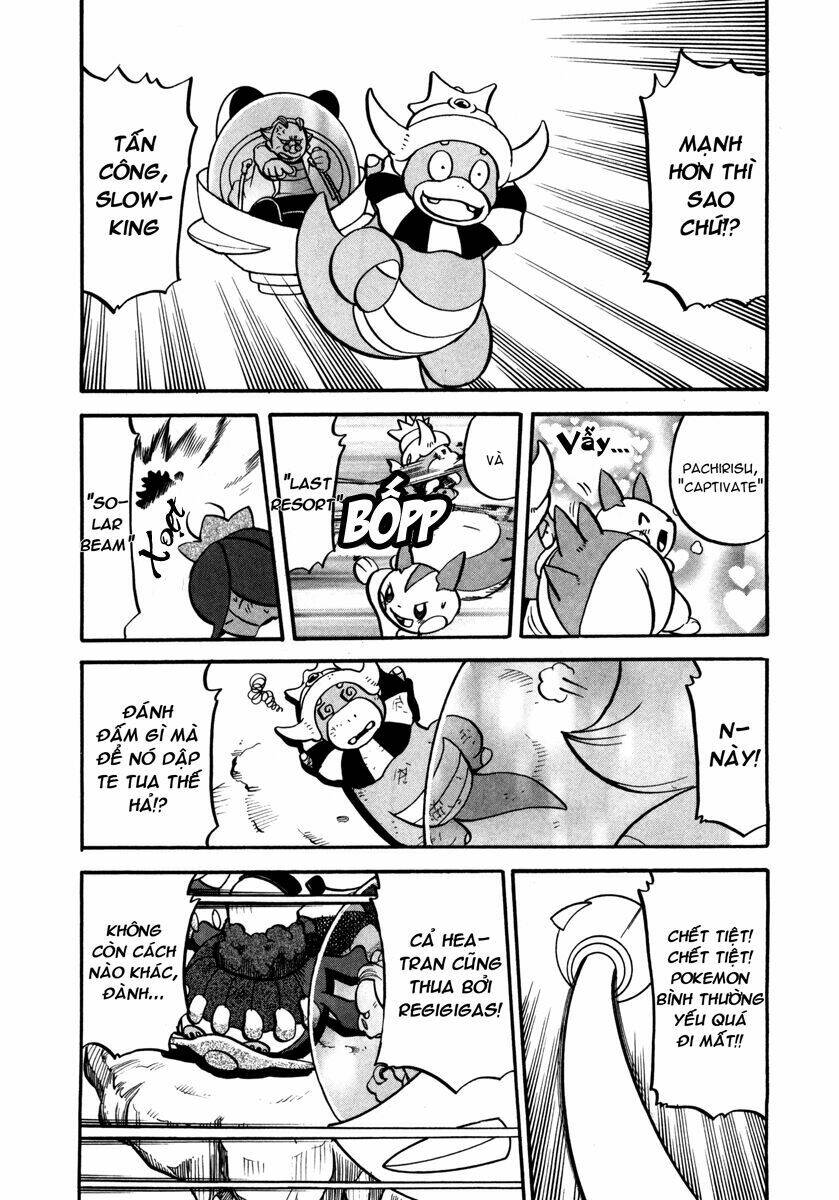 MẠNH
HƠN THÌ
SAO
CHỨ!?
TẤN
CÔNG,
SLOW-
KING
PACHIRISU,
"CAPTIVATE"
Vẫy...
VÀ
"LAST
RESORT"
BỐPP
"SO-
LAR
BEAM"
Xoẹt
N-
NÀY!
ĐÁNH
ĐẤM GÌ MÀ
ĐỂ NÓ DẬP
TE TUA THẾ
HẢ!?
CHẾT TIỆT!
CHẾT TIỆT!
POKEMON
BÌNH THƯỜNG
YẾU QUÁ
ĐI MẤT!!
CẢ HEA-
TRAN CŨNG
THUA BỞI
REGIGIGAS!
KHÔNG
CÒN CÁCH
NÀO KHÁC,
ĐÀNH...